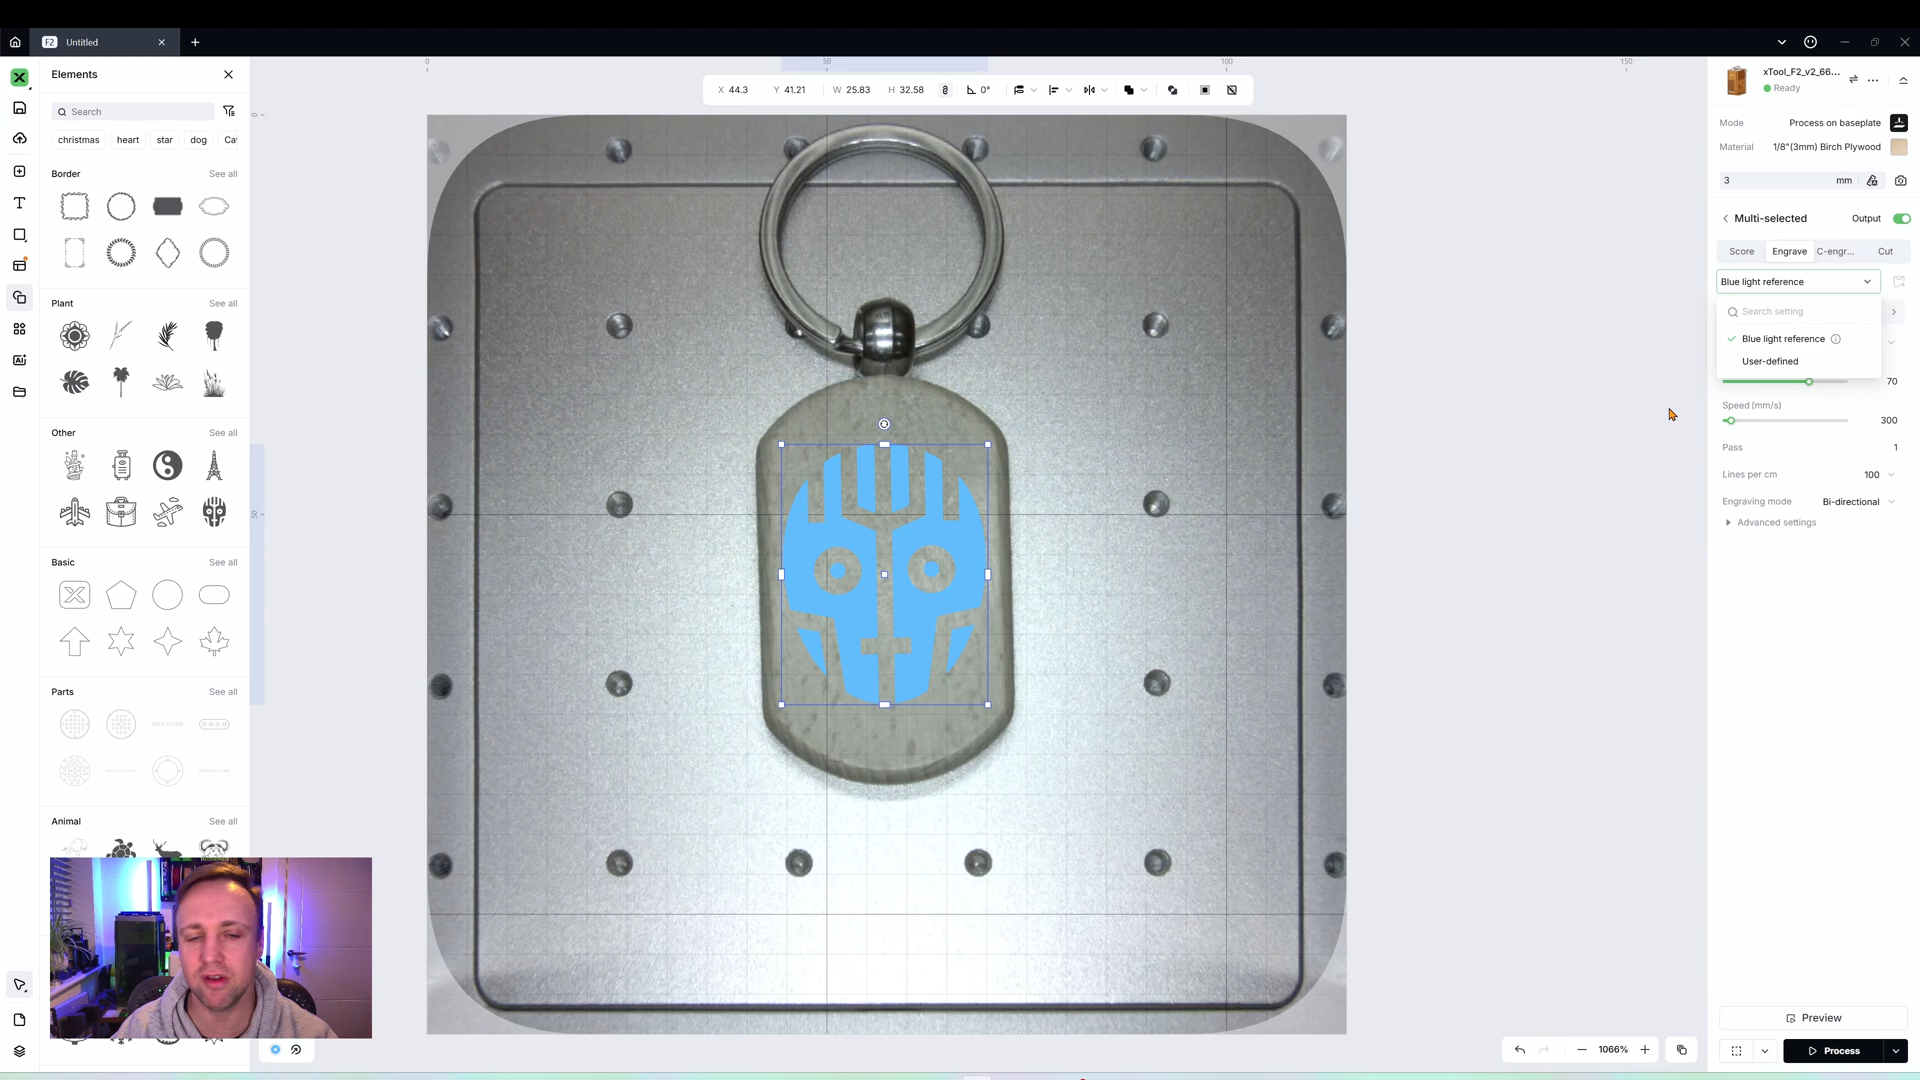 F2 Untitled
Elements
Search
christmas heart star dog Ca
Border See all
Plant See all
Other See all
Basic See all
Parts See all
Animal See all
0 50 100 150
X 44.3 Y 41.21 W 25.83 H 32.58 0°
0
50
xTool_F2_v2_66...
Ready
Mode Process on baseplate
Material 1/8"(3mm) Birch Plywood
3 mm
Multi-selected Output
Score Engrave C-engr... Cut
Blue light reference
Search setting
Blue light reference
User-defined
70
Speed (mm/s)
300
Pass 1
Lines per cm 100
Engraving mode Bi-directional
Advanced settings
Preview
1066%
Process